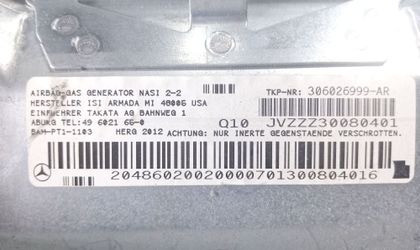 AIRBAG-GAS GENERATOR NASI 2-2
TKP-NR: 306026999-AR
HERSTELLER ISI ARMADA MI 48005 USA
EINFUEHRER TAKATA AG BAHNWEG 1
ABURG TEL:49 6021 65-0
Q10 JVZZZ30080401
BAM-PT1-1103 HERG 2012 ACHTUNG: NUR INERTE GEGENSTAENDE VERSCHROTTEN.
20486020020000701300804016